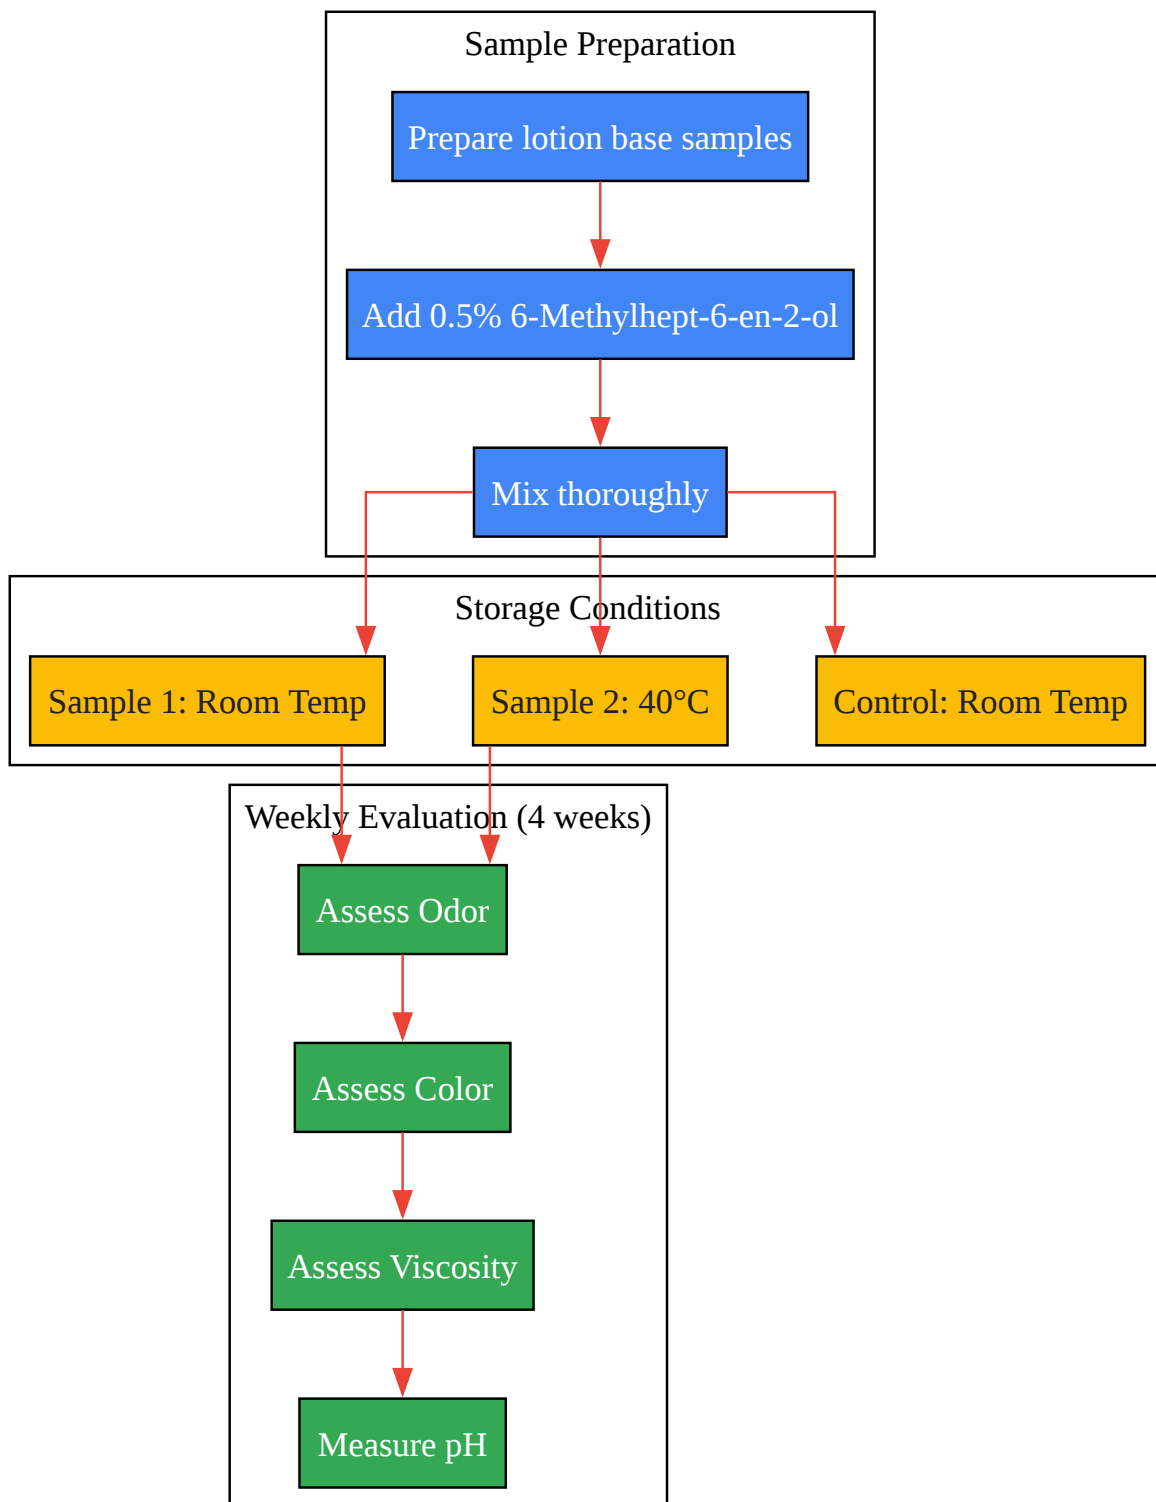 Sample Preparation
Prepare lotion base samples
Add 0.5% 6-Methylhept-6-en-2-ol
Mix thoroughly
Storage Conditions
Sample 1: Room Temp
Sample 2: 40°C
Control: Room Temp
Weekly Evaluation (4 weeks)
Assess Odor
Assess Color
Assess Viscosity
Measure pH